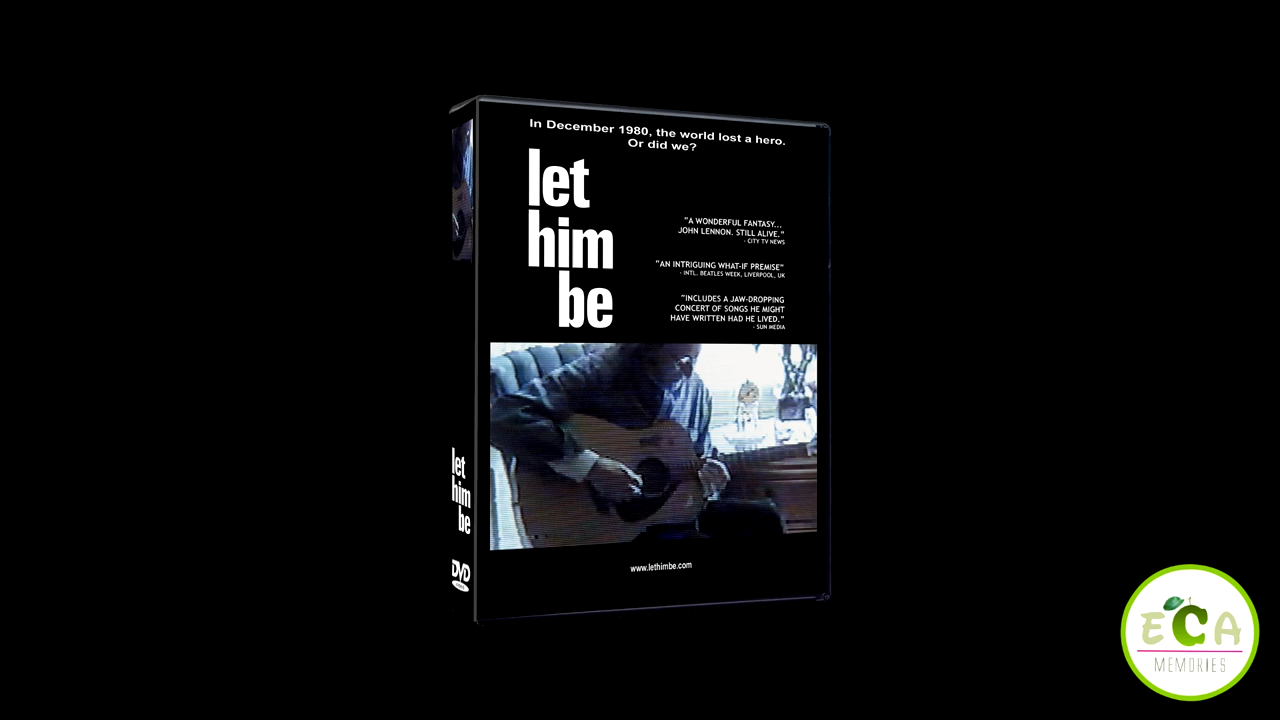 In December 1980, the world lost a hero.
Or did we?
let
him
be
"A WONDERFUL FANTASY...
JOHN LENNON. STILL ALIVE."
- CITY TV NEWS
"AN INTRIGUING WHAT-IF PREMISE"
- INTL. BEATLES WEEK, LIVERPOOL, UK
"INCLUDES A JAW-DROPPING
CONCERT OF SONGS HE MIGHT
HAVE WRITTEN HAD HE LIVED."
- SUN MEDIA
www.lethimbe.com
let
him
be
DVD
ECA
MEMORIES